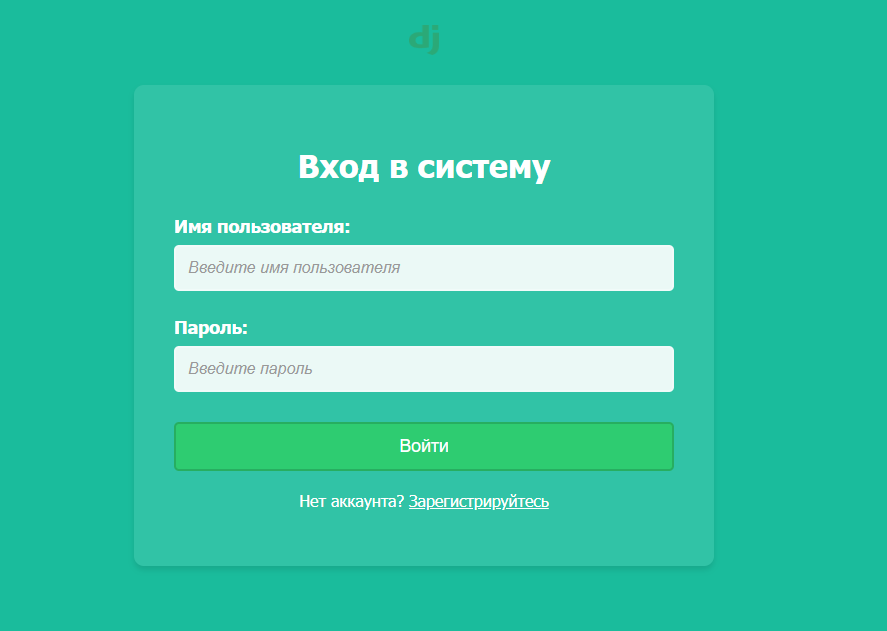 dj
Вход в систему
Имя пользователя:
Введите имя пользователя
Пароль:
Введите пароль
Войти
Нет аккаунта? Зарегистрируйтесь